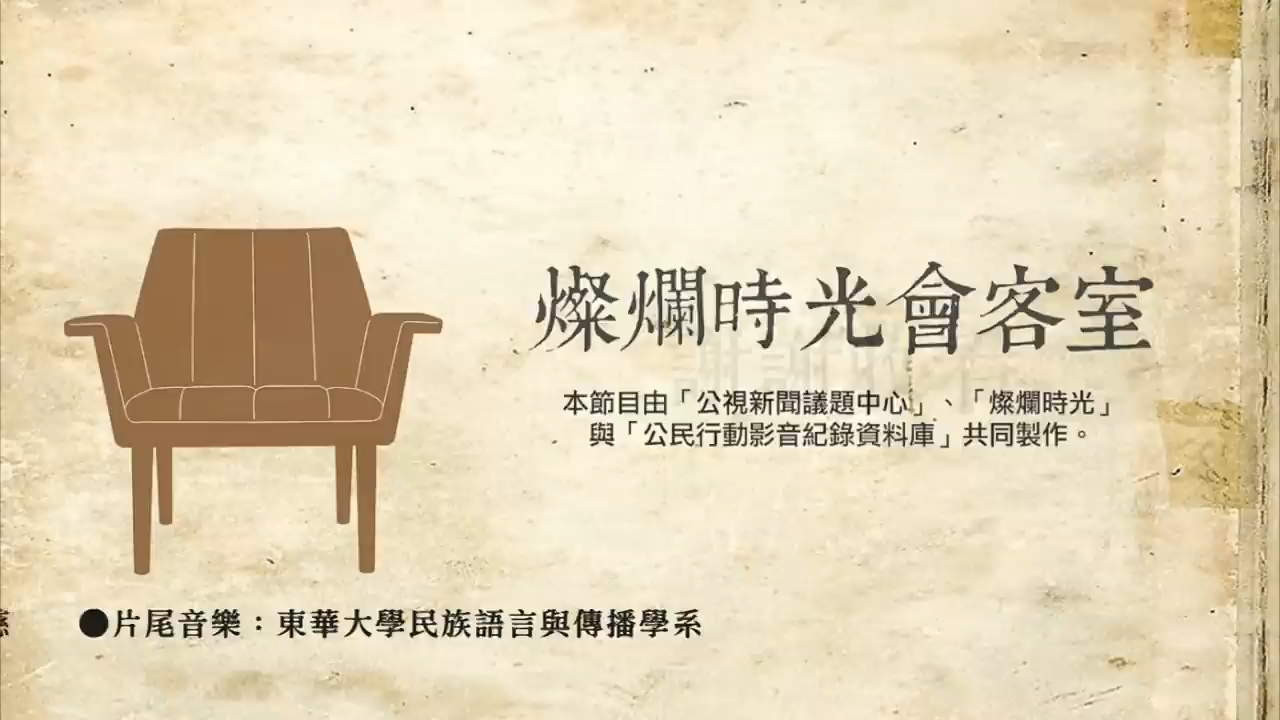 燦爛時光會客室
本節目由「公視新聞議題中心」、「燦爛時光」
與「公民行動影音紀錄資料庫」共同製作。
●片尾音樂：東華大學民族語言與傳播學系